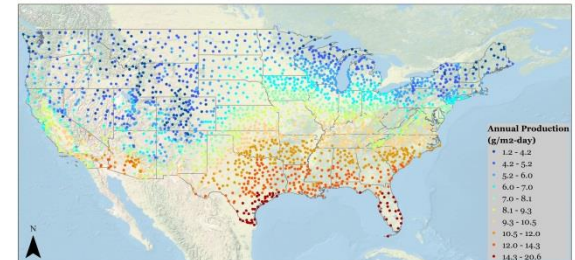 Annual Production
(g/m2-day)
1.2 - 4.2
4.2 - 5.2
5.2 - 6.0
6.0 - 7.0
7.0 - 8.1
8.1 - 9.3
9.3 - 10.5
10.5 - 12.0
12.0 - 14.3
14.3 - 20.6
N